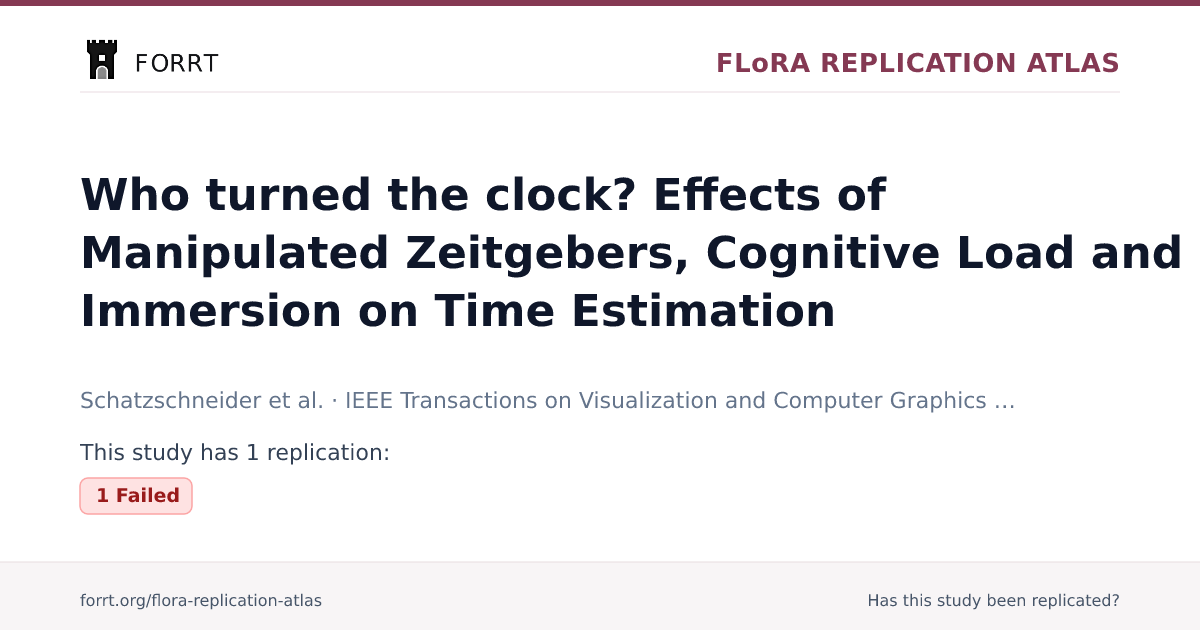 FORRT
FLoRA REPLICATION ATLAS
Who turned the clock? Effects of
Manipulated Zeitgebers, Cognitive Load and
Immersion on Time Estimation
Schatzschneider et al. · IEEE Transactions on Visualization and Computer Graphics ...
This study has 1 replication:
1 Failed
forrt.org/flora-replication-atlas
Has this study been replicated?